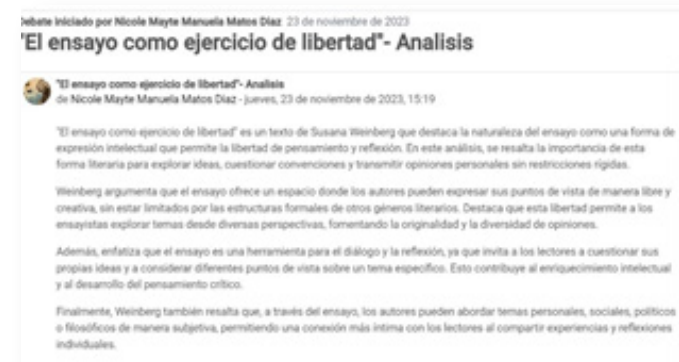 Debate iniciado por Nicole Mayte Manuela Matos Diaz 23 de noviembre de 2023
"El ensayo como ejercicio de libertad"- Analisis
"El ensayo como ejercicio de libertad"- Analisis
de Nicole Mayte Manuela Matos Diaz - jueves, 23 de noviembre de 2023, 15:19
"El ensayo como ejercicio de libertad" es un texto de Susana Weinberg que destaca la naturaleza del ensayo como una forma de
expresión intelectual que permite la libertad de pensamiento y reflexión. En este análisis, se resalta la importancia de esta
forma literaria para explorar ideas, cuestionar convenciones y transmitir opiniones personales sin restricciones rígidas.
Weinberg argumenta que el ensayo ofrece un espacio donde los autores pueden expresar sus puntos de vista de manera libre y
creativa, sin estar limitados por las estructuras formales de otros géneros literarios. Destaca que esta libertad permite a los
ensayistas explorar temas desde diversas perspectivas, fomentando la originalidad y la diversidad de opiniones.
Además, enfatiza que el ensayo es una herramienta para el diálogo y la reflexión, ya que invita a los lectores a cuestionar sus
propias ideas y a considerar diferentes puntos de vista sobre un tema específico. Esto contribuye al enriquecimiento intelectual
y al desarrollo del pensamiento crítico.
Finalmente, Weinberg también resalta que, a través del ensayo, los autores pueden abordar temas personales, sociales, políticos
o filosóficos de manera subjetiva, permitiendo una conexión más íntima con los lectores al compartir experiencias y reflexiones
individuales.